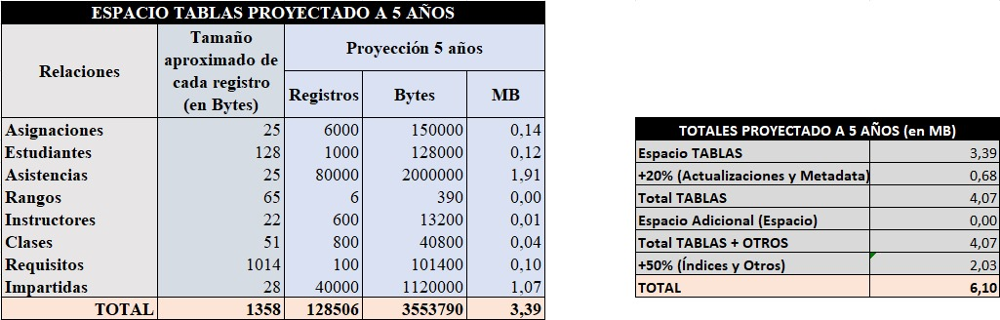 ESPACIO TABLAS PROYECTADO A 5 AÑOS
Relaciones Tamaño aproximado de cada registro (en Bytes) Proyección 5 años
Registros Bytes MB
Asignaciones 25 6000 150000 0,14
Estudiantes 128 1000 128000 0,12
Asistencias 25 80000 2000000 1,91
Rangos 65 6 390 0,00
Instructores 22 600 13200 0,01
Clases 51 800 40800 0,04
Requisitos 1014 100 101400 0,10
Impartidas 28 40000 1120000 1,07
TOTAL 1358 128506 3553790 3,39
TOTALES PROYECTADO A 5 AÑOS (en MB)
Espacio TABLAS 3,39
+20% (Actualizaciones y Metadata) 0,68
Total TABLAS 4,07
Espacio Adicional (Espacio) 0,00
Total TABLAS + OTROS 4,07
+50% (Índices y Otros) 2,03
TOTAL 6,10